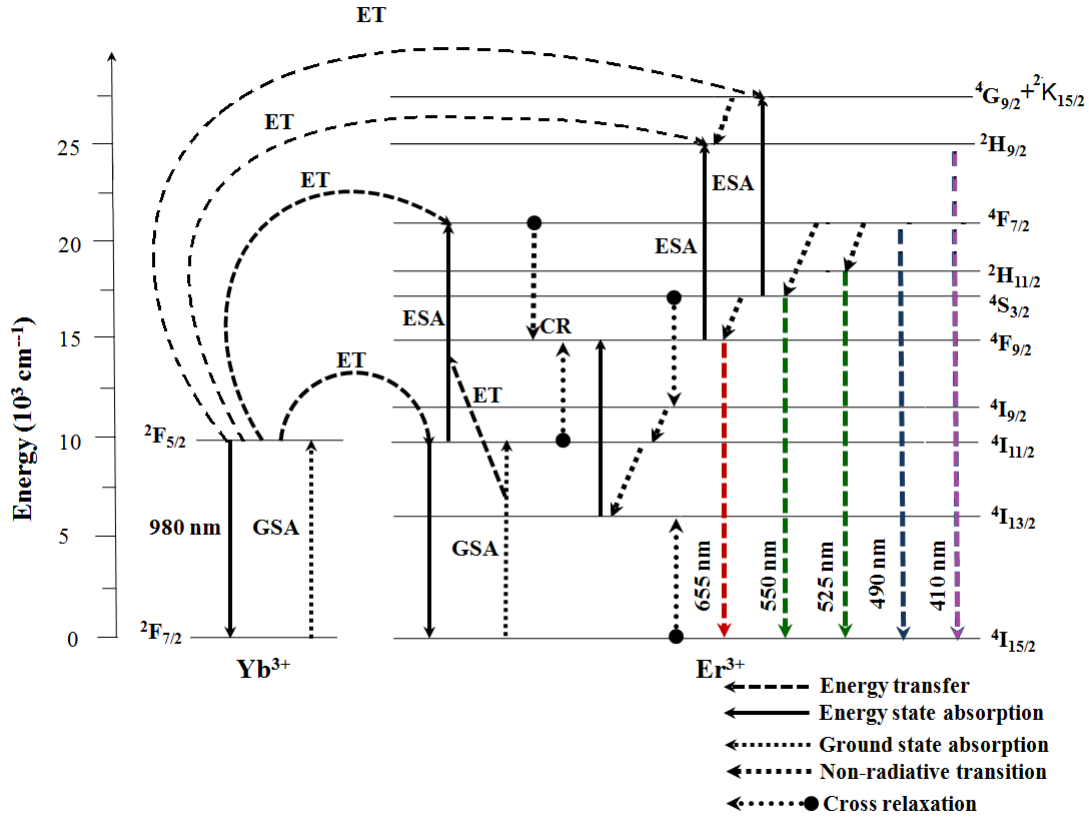 ET
⁴G₉/₂+²K₁₅/₂
ET
25
²H₉/₂
ET
ESA
20
⁴F₇/₂
ESA
²H₁₁/₂
⁴S₃/₂
ESA
CR
15
⁴F₉/₂
ET
ET
⁴I₉/₂
²F₅/₂
10
⁴I₁₁/₂
Energy (10³ cm⁻¹)
⁴I₁₃/₂
980 nm
GSA
GSA
5
655 nm
550 nm
525 nm
490 nm
410 nm
0
²F₇/₂
⁴I₁₅/₂
Yb³⁺
Er³⁺
Energy transfer
Energy state absorption
Ground state absorption
Non-radiative transition
Cross relaxation